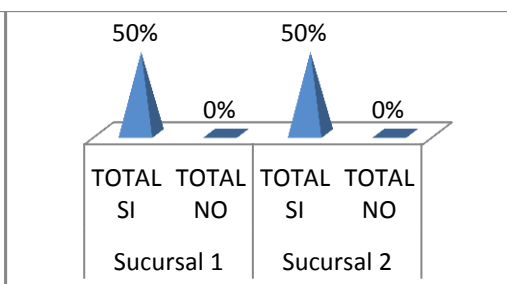 50% 50%
0% 0%
TOTAL TOTAL TOTAL TOTAL
SI NO SI NO
Sucursal 1 Sucursal 2